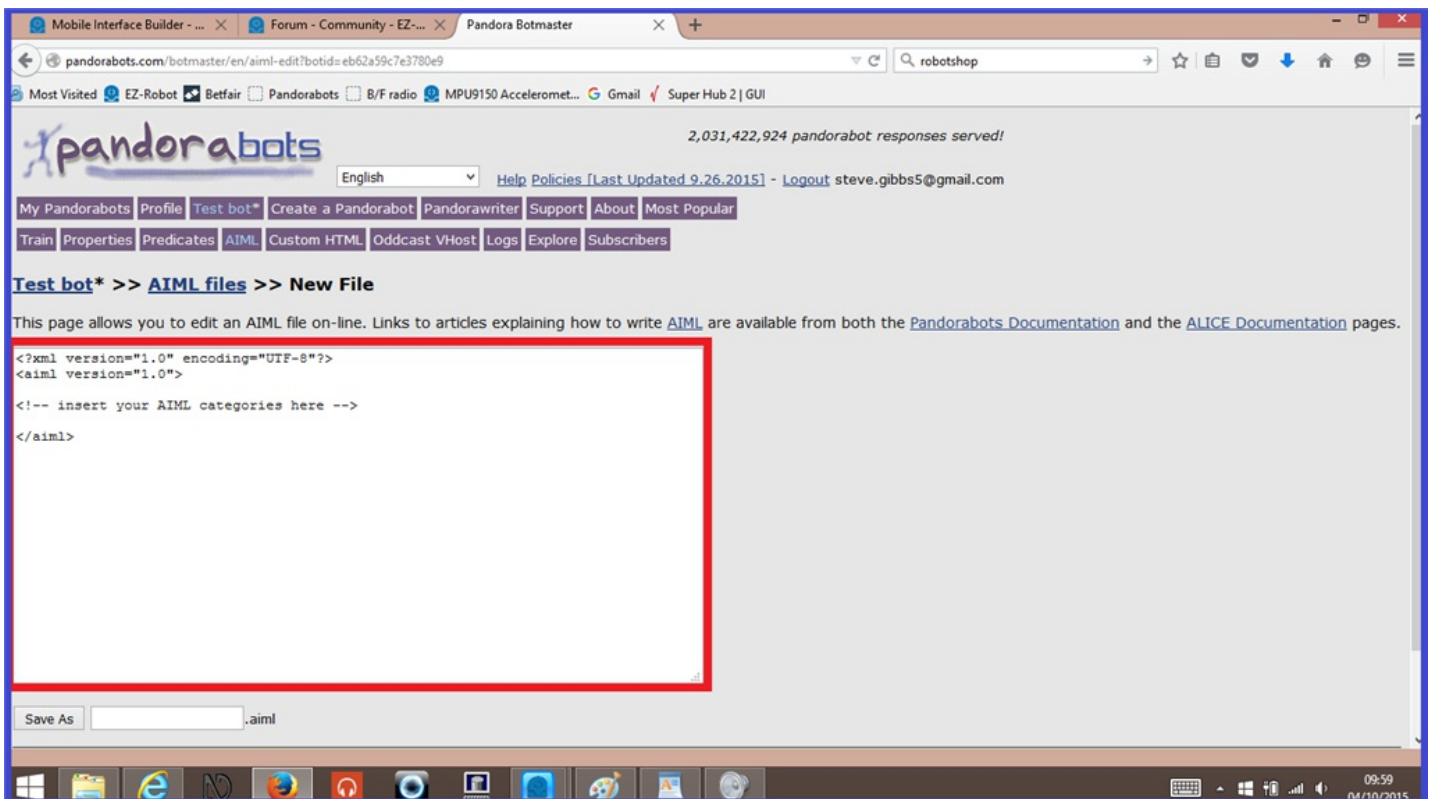 Mobile Interface Builder - ...
Forum - Community - EZ-...
Pandora Botmaster
pandorabots.com/botmaster/en/aiml-edit?botid=eb62a59c7e3780e9
robotshop
Most Visited EZ-Robot Betfair Pandorabots B/F radio MPU9150 Acceleromet... Gmail Super Hub 2 | GUI
pandorabots
2,031,422,924 pandorabot responses served!
English
Help Policies [Last Updated 9.26.2015] - Logout steve.gibbs5@gmail.com
My Pandorabots Profile Test bot* Create a Pandorabot Pandorawriter Support About Most Popular
Train Properties Predicates AIML Custom HTML Oddcast VHost Logs Explore Subscribers
Test bot* >> AIML files >> New File
This page allows you to edit an AIML file on-line. Links to articles explaining how to write AIML are available from both the Pandorabots Documentation and the ALICE Documentation pages.
<?xml version="1.0" encoding="UTF-8"?>
<aiml version="1.0">
<!-- insert your AIML categories here -->
</aiml>
Save As .aiml
09:59
04/10/2015